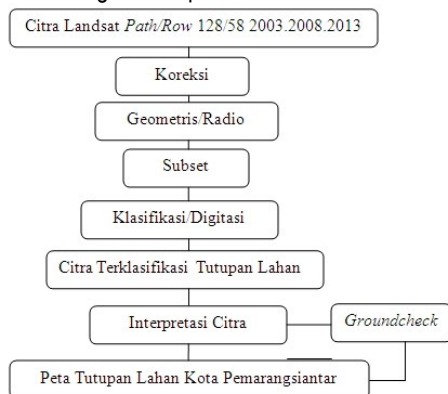 Citra Landsat Path/Row 128/58 2003.2008.2013
Koreksi
Geometris/Radio
Subset
Klasifikasi/Digitasi
Citra Terklasifikasi Tutupan Lahan
Interpretasi Citra
Groundcheck
Peta Tutupan Lahan Kota Pemarangsiantar